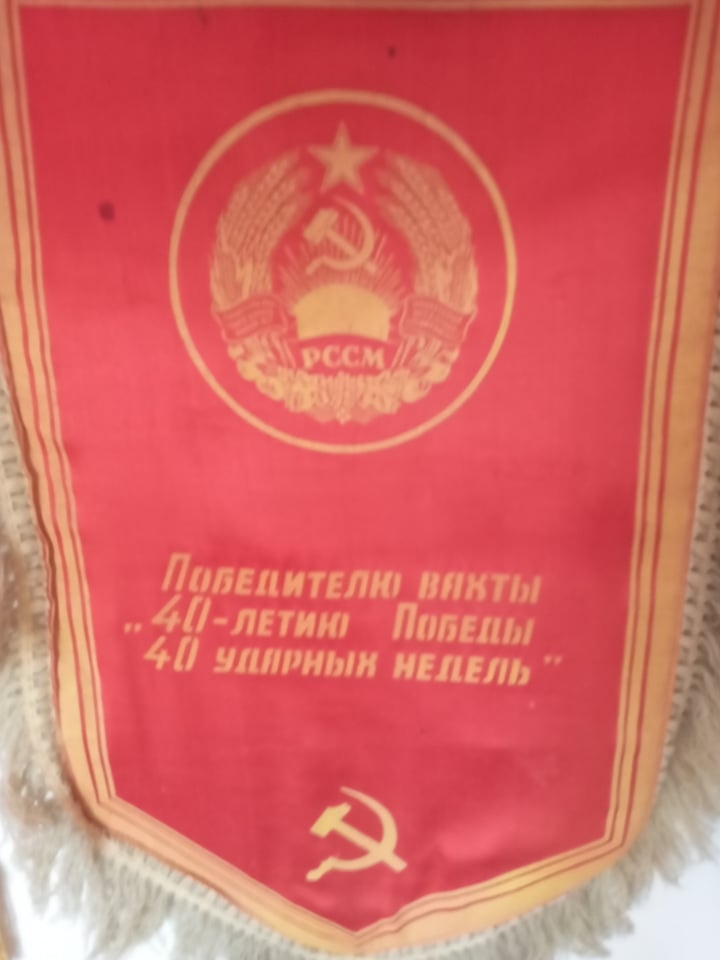 РССМ
Победителю вахты
„40-летию Победы
40 ударных недель"